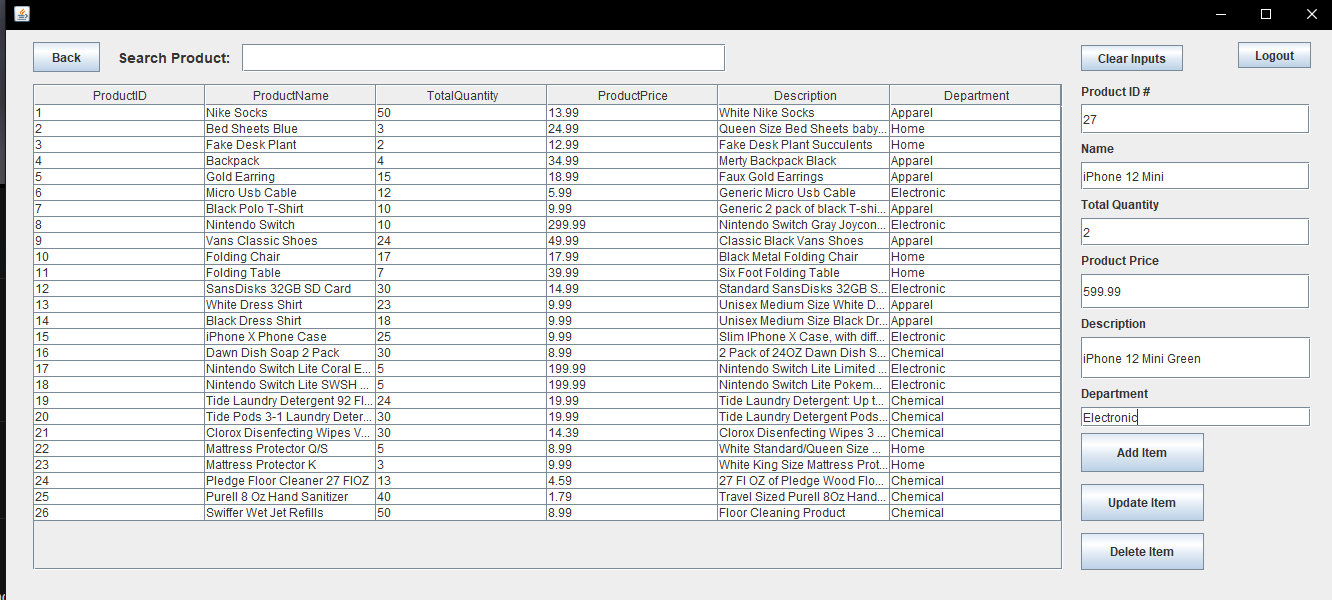 Back Search Product: Clear Inputs Logout
ProductID ProductName TotalQuantity ProductPrice Description Department
1 Nike Socks 50 13.99 White Nike Socks Apparel
2 Bed Sheets Blue 3 24.99 Queen Size Bed Sheets baby... Home
3 Fake Desk Plant 2 12.99 Fake Desk Plant Succulents Home
4 Backpack 4 34.99 Merty Backpack Black Apparel
5 Gold Earring 15 18.99 Faux Gold Earrings Apparel
6 Micro Usb Cable 12 5.99 Generic Micro Usb Cable Electronic
7 Black Polo T-Shirt 10 9.99 Generic 2 pack of black T-shi... Apparel
8 Nintendo Switch 10 299.99 Nintendo Switch Gray Joycon... Electronic
9 Vans Classic Shoes 24 49.99 Classic Black Vans Shoes Apparel
10 Folding Chair 17 17.99 Black Metal Folding Chair Home
11 Folding Table 7 39.99 Six Foot Folding Table Home
12 SansDisks 32GB SD Card 30 14.99 Standard SansDisks 32GB S... Electronic
13 White Dress Shirt 23 9.99 Unisex Medium Size White D... Apparel
14 Black Dress Shirt 18 9.99 Unisex Medium Size Black Dr... Apparel
15 iPhone X Phone Case 25 9.99 Slim IPhone X Case, with diff... Electronic
16 Dawn Dish Soap 2 Pack 30 8.99 2 Pack of 24OZ Dawn Dish S... Chemical
17 Nintendo Switch Lite Coral E... 5 199.99 Nintendo Switch Lite Limited ... Electronic
18 Nintendo Switch Lite SWSH ... 5 199.99 Nintendo Switch Lite Pokem... Electronic
19 Tide Laundry Detergent 92 Fl... 24 19.99 Tide Laundry Detergent: Up t... Chemical
20 Tide Pods 3-1 Laundry Deter... 30 19.99 Tide Laundry Detergent Pods... Chemical
21 Clorox Disenfecting Wipes V... 30 14.39 Clorox Disenfecting Wipes 3 ... Chemical
22 Mattress Protector Q/S 5 8.99 White Standard/Queen Size ... Home
23 Mattress Protector K 3 9.99 White King Size Mattress Prot... Home
24 Pledge Floor Cleaner 27 FlOZ 13 4.59 27 Fl OZ of Pledge Wood Flo... Chemical
25 Purell 8 Oz Hand Sanitizer 40 1.79 Travel Sized Purell 8Oz Hand... Chemical
26 Swiffer Wet Jet Refills 50 8.99 Floor Cleaning Product Chemical
Product ID #
27
Name
iPhone 12 Mini
Total Quantity
2
Product Price
599.99
Description
iPhone 12 Mini Green
Department
Electronic
Add Item
Update Item
Delete Item